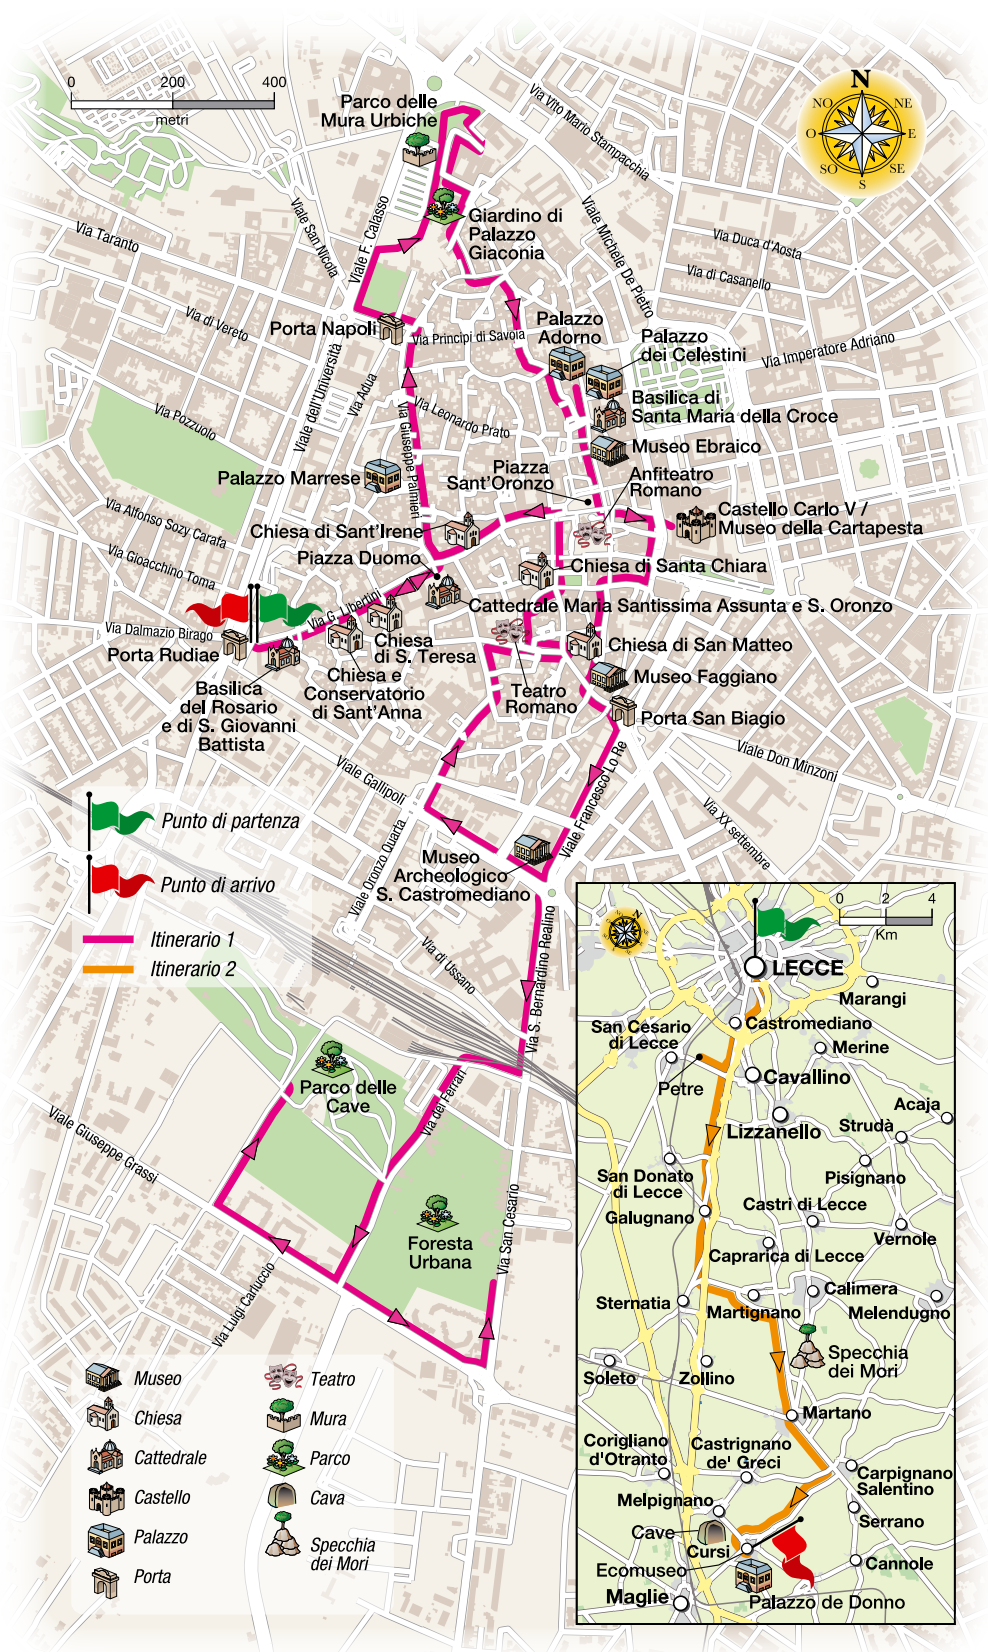 0 200 400
metri
N
NO NE
O E
SO SE
S
Parco delle
Mura Urbiche
Via Vito Mario Stampacchia
Viale San Nicola
Viale F. Calasso
Via Taranto
Giardino di
Palazzo
Giaconia
Viale Michele De Pietro
Via Duca d'Aosta
Via di Casanello
Via di Vereto
Porta Napoli
Via Principi di Savoia
Palazzo
Adorno
Palazzo
dei Celestini
Via Imperatore Adriano
Viale dell'Università
Via Adua
Via Leonardo Prato
Via Giuseppe Palmieri
Basilica di
Santa Maria della Croce
Via Pozzuolo
Museo Ebraico
Palazzo Marrese
Piazza
Sant'Oronzo
Anfiteatro
Romano
Via Alfonso Sozy Carafa
Castello Carlo V /
Museo della Cartapesta
Chiesa di Sant'Irene
Via Gioacchino Toma
Piazza Duomo
Chiesa di Santa Chiara
Via G. Libertini
Cattedrale Maria Santissima Assunta e S. Oronzo
Via Dalmazio Birago
Porta Rudiae
Chiesa
di S. Teresa
Chiesa di San Matteo
Chiesa e
Conservatorio
di Sant'Anna
Museo Faggiano
Basilica
del Rosario
e di S. Giovanni
Battista
Teatro
Romano
Porta San Biagio
Viale Don Minzoni
Viale Gallipoli
Viale Francesco Lo Re
Via XX settembre
Punto di partenza
Viale Oronzo Quarta
Museo
Archeologico
S. Castromediano
Punto di arrivo
Itinerario 1
Itinerario 2
Via di Ussano
Via S. Bernardino Realino
Parco delle
Cave
Via dei Ferrari
Viale Giuseppe Grassi
Via San Cesario
Foresta
Urbana
Via Luigi Carluccio
Museo
Chiesa
Cattedrale
Castello
Palazzo
Porta
Teatro
Mura
Parco
Cava
Specchia
dei Mori
N
0 2 4
Km
LECCE
Marangi
San Cesario
di Lecce
Castromediano
Merine
Petre
Cavallino
Acaja
Lizzanello
Strudà
San Donato
di Lecce
Pisignano
Galugnano
Castri di Lecce
Vernole
Caprarica di Lecce
Sternatia
Martignano
Calimera
Melendugno
Specchia
dei Mori
Soleto
Zollino
Martano
Corigliano
d'Otranto
Castrignano
de' Greci
Carpignano
Salentino
Melpignano
Serrano
Cave
Cursi
Ecomuseo
Cannole
Maglie
Palazzo de Donno